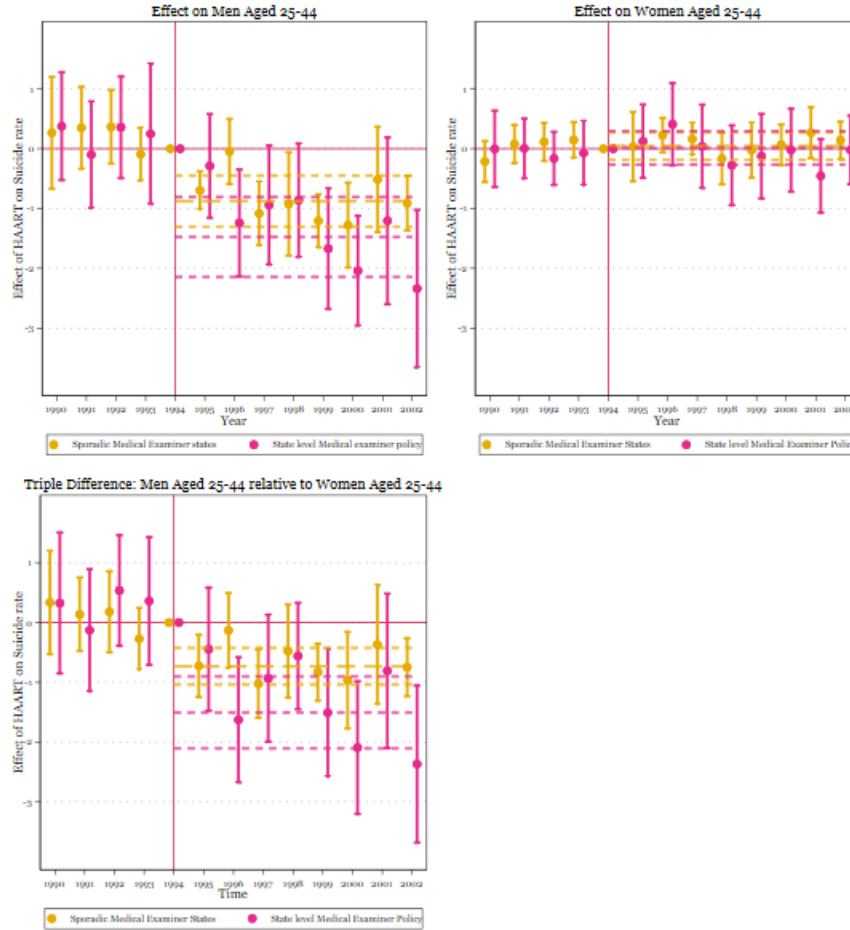 Effect on Men Aged 25-44
Effect of HAART on Suicide rate
1
0
-1
-2
-3
1990 1991 1992 1993 1994 1995 1996 1997 1998 1999 2000 2001 2002
Year
Sporadic Medical Examiner states State level Medical examiner policy
Effect on Women Aged 25-44
Effect of HAART on Suicide rate
1
0
-1
-2
-3
1990 1991 1992 1993 1994 1995 1996 1997 1998 1999 2000 2001 200
Year
Sporadic Medical Examiner States State level Medical Examiner Polic
Triple Difference: Men Aged 25-44 relative to Women Aged 25-44
Effect of HAART on Suicide rate
1
0
-1
-2
-3
1990 1991 1992 1993 1994 1995 1996 1997 1998 1999 2000 2001 2002
Time
Sporadic Medical Examiner States State level Medical Examiner Policy